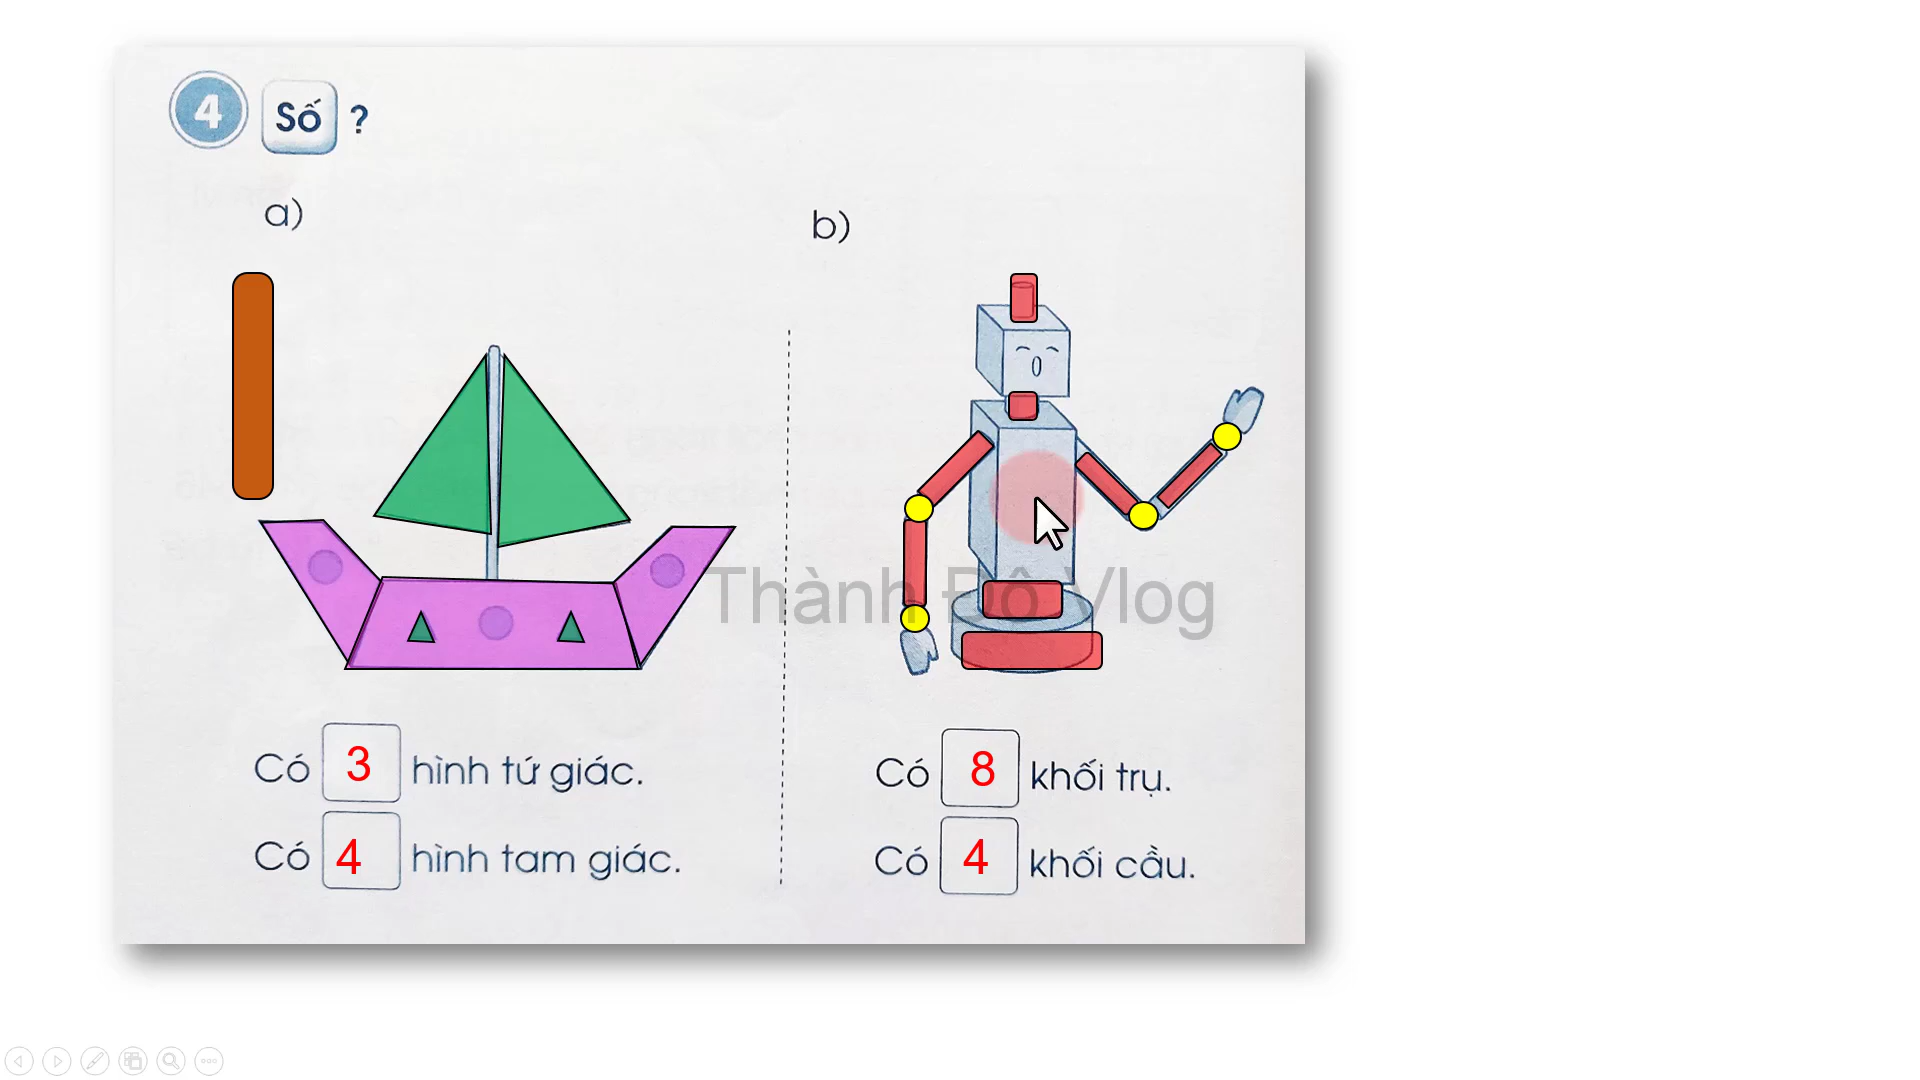 4 Số ?
a)
b)
Thành Đô Vlog
Có 3 hình tứ giác.
Có 4 hình tam giác.
Có 8 khối trụ.
Có 4 khối cầu.